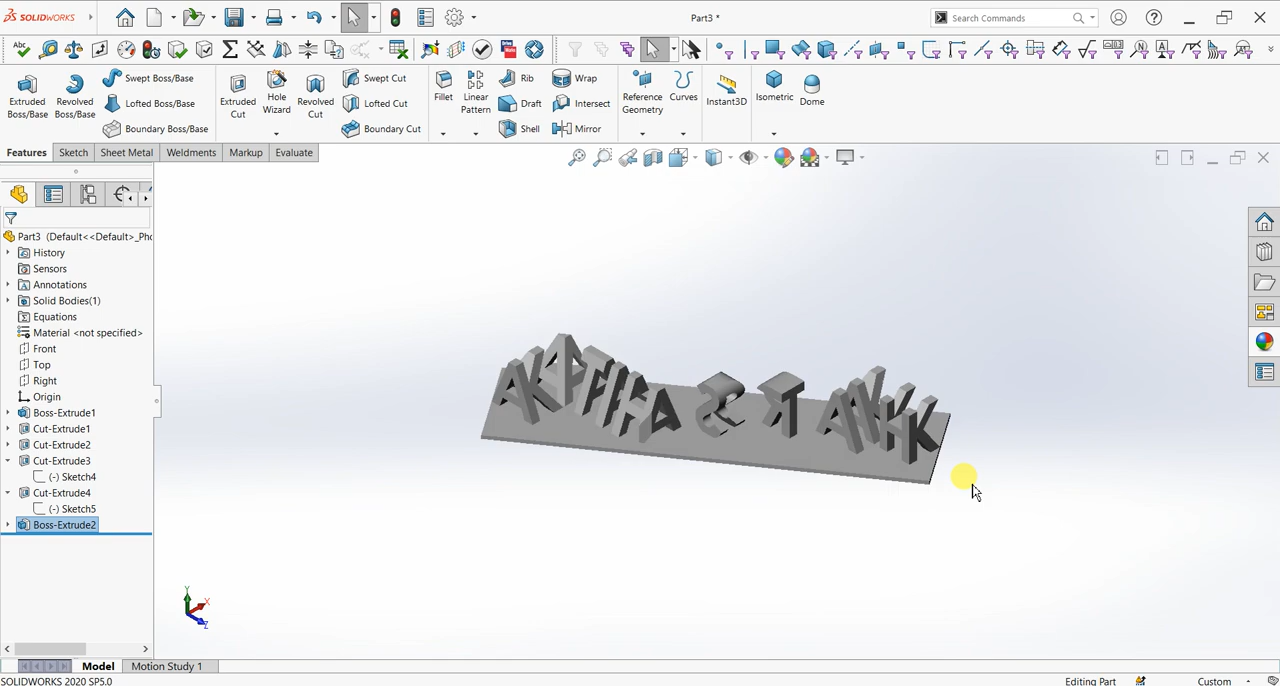 SOLIDWORKS
Part3 *
Search Commands
Extruded Boss/Base
Revolved Boss/Base
Swept Boss/Base
Lofted Boss/Base
Boundary Boss/Base
Extruded Cut
Hole Wizard
Revolved Cut
Swept Cut
Lofted Cut
Boundary Cut
Fillet
Linear Pattern
Rib
Draft
Shell
Wrap
Intersect
Mirror
Reference Geometry
Curves
Instant3D
Isometric
Dome
Features
Sketch
Sheet Metal
Weldments
Markup
Evaluate
Part3 (Default<<Default>_Pho
History
Sensors
Annotations
Solid Bodies(1)
Equations
Material <not specified>
Front
Top
Right
Origin
Boss-Extrude1
Cut-Extrude1
Cut-Extrude2
Cut-Extrude3
(-) Sketch4
Cut-Extrude4
(-) Sketch5
Boss-Extrude2
Model
Motion Study 1
SOLIDWORKS 2020 SP5.0
Editing Part
Custom